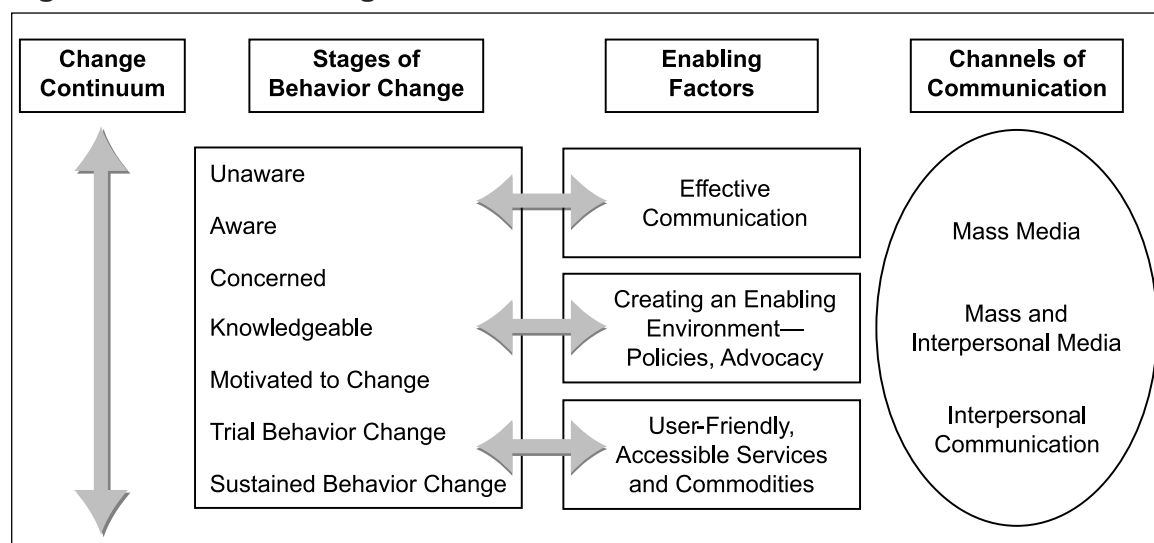 Change
Continuum
Stages of
Behavior Change
Enabling
Factors
Channels of
Communication
Unaware
Aware
Concerned
Knowledgeable
Motivated to Change
Trial Behavior Change
Sustained Behavior Change
Effective
Communication
Creating an Enabling
Environment—
Policies, Advocacy
User-Friendly,
Accessible Services
and Commodities
Mass Media
Mass and
Interpersonal Media
Interpersonal
Communication